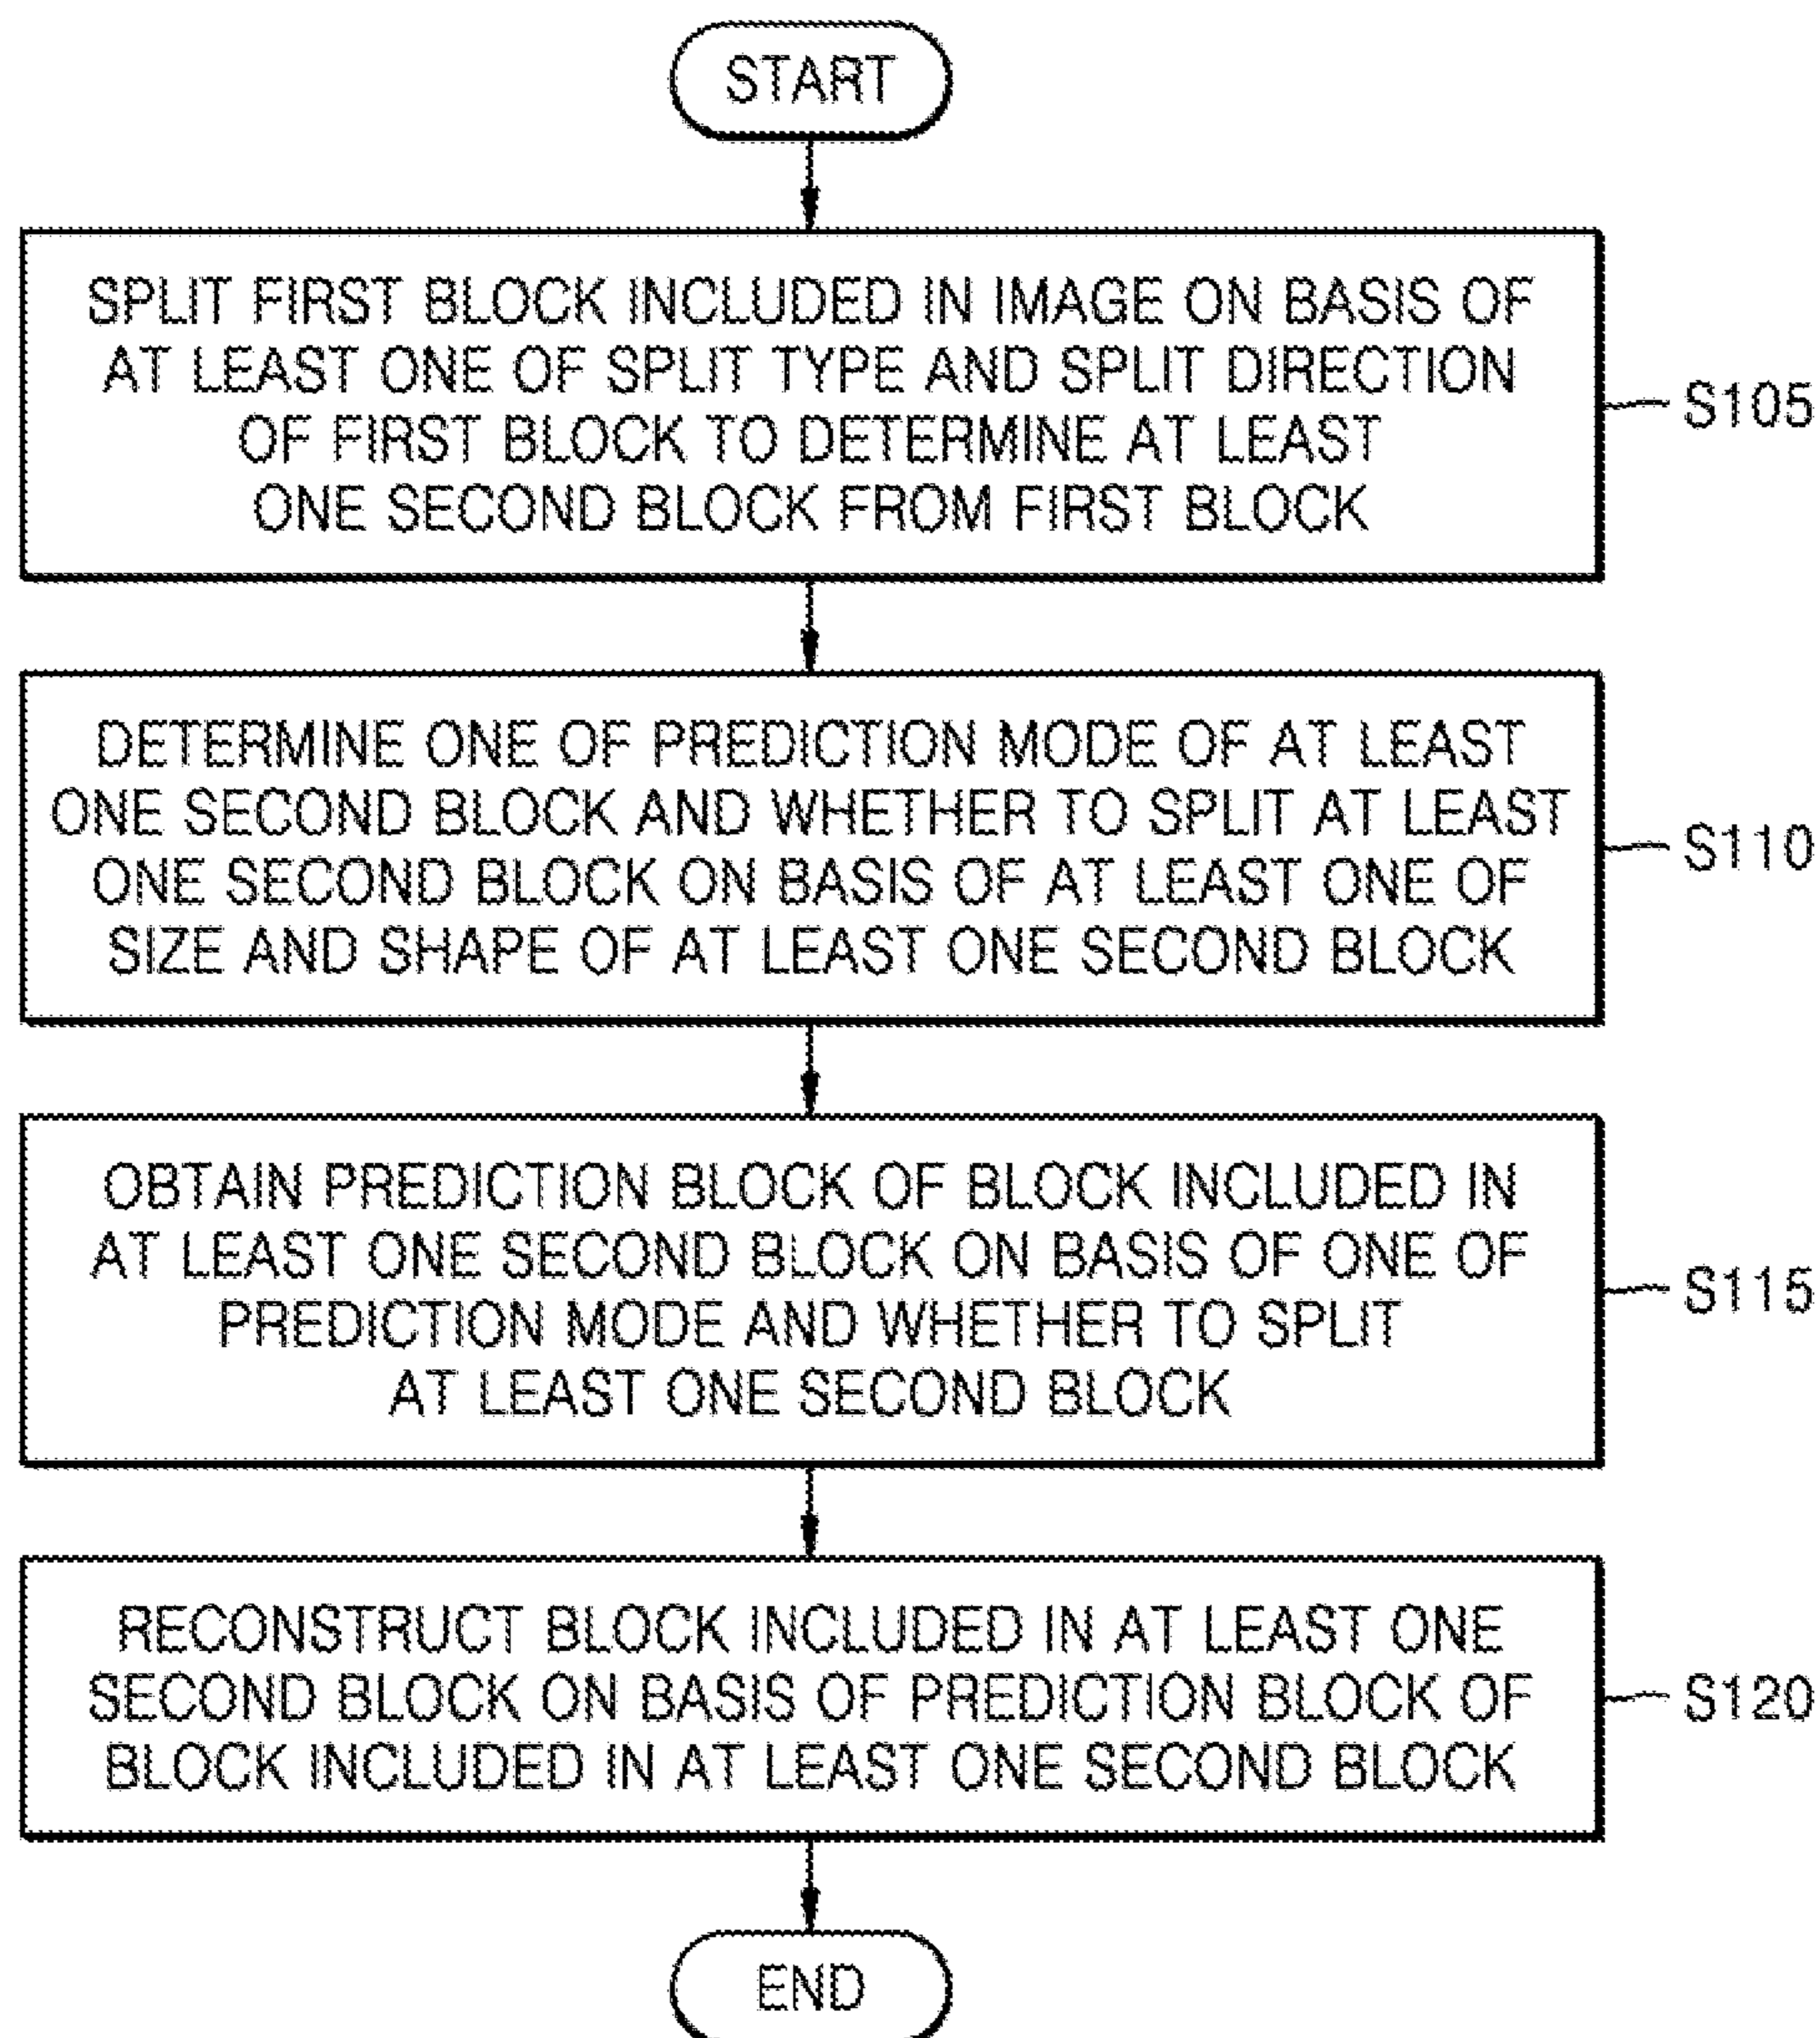 START
SPLIT FIRST BLOCK INCLUDED IN IMAGE ON BASIS OF
AT LEAST ONE OF SPLIT TYPE AND SPLIT DIRECTION
OF FIRST BLOCK TO DETERMINE AT LEAST
ONE SECOND BLOCK FROM FIRST BLOCK
S105
DETERMINE ONE OF PREDICTION MODE OF AT LEAST
ONE SECOND BLOCK AND WHETHER TO SPLIT AT LEAST
ONE SECOND BLOCK ON BASIS OF AT LEAST ONE OF
SIZE AND SHAPE OF AT LEAST ONE SECOND BLOCK
S110
OBTAIN PREDICTION BLOCK OF BLOCK INCLUDED IN
AT LEAST ONE SECOND BLOCK ON BASIS OF ONE OF
PREDICTION MODE AND WHETHER TO SPLIT
AT LEAST ONE SECOND BLOCK
S115
RECONSTRUCT BLOCK INCLUDED IN AT LEAST ONE
SECOND BLOCK ON BASIS OF PREDICTION BLOCK OF
BLOCK INCLUDED IN AT LEAST ONE SECOND BLOCK
S120
END